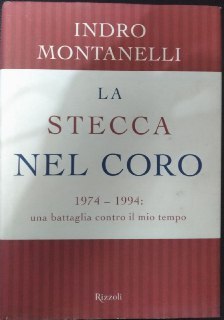 INDRO
MONTANELLI
LA
STECCA
NEL CORO
1974 – 1994:
una battaglia contro il mio tempo
Rizzoli